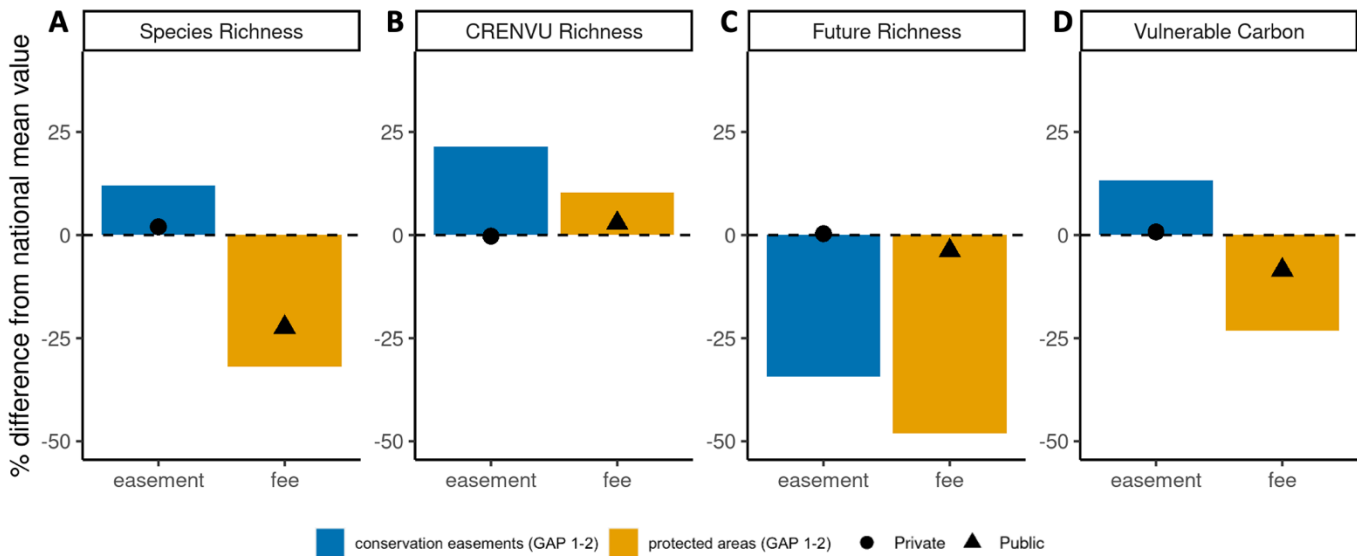 A Species Richness
B CRENVU Richness
C Future Richness
D Vulnerable Carbon
% difference from national mean value
25
0
-25
-50
easement fee
25
0
-25
-50
easement fee
25
0
-25
-50
easement fee
25
0
-25
-50
easement fee
conservation easements (GAP 1-2) protected areas (GAP 1-2) Private Public